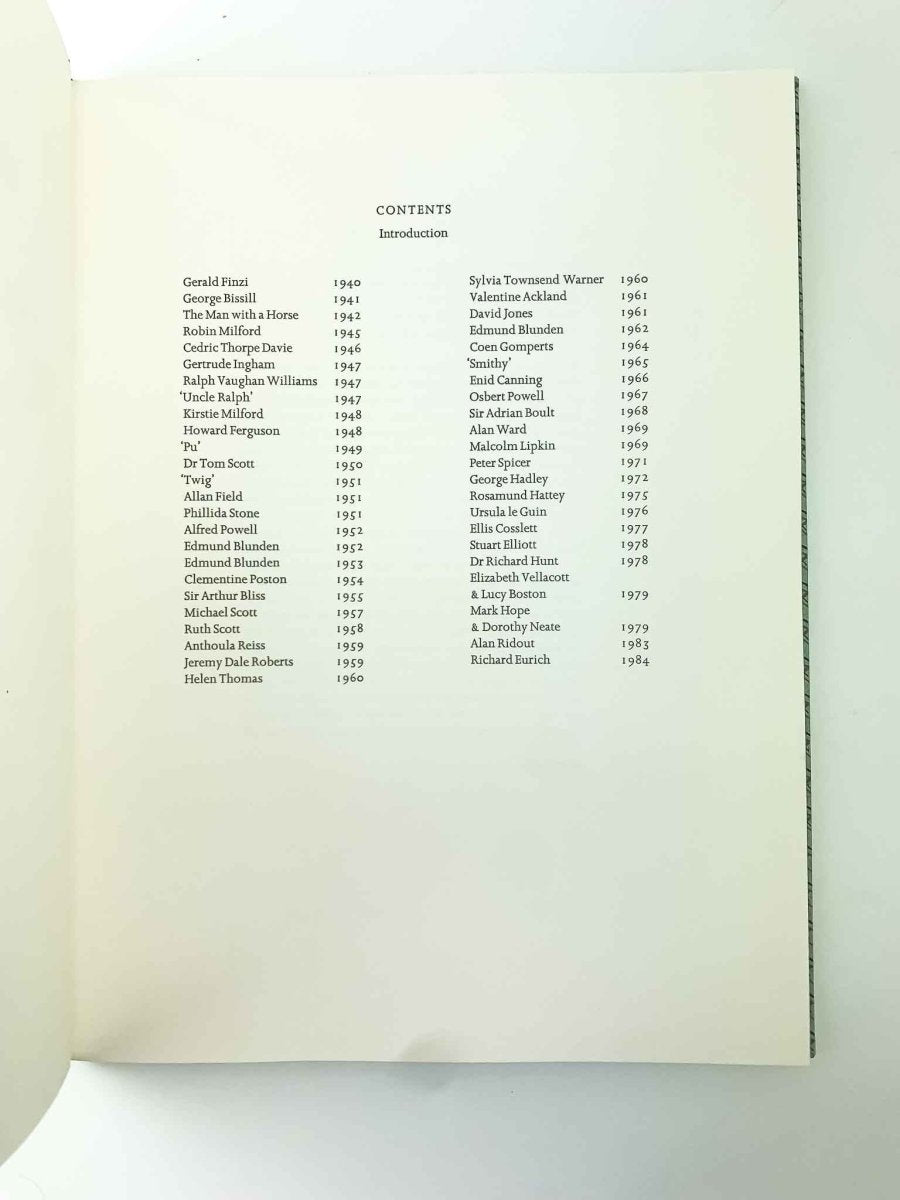 CONTENTS
Introduction
Gerald Finzi 1940
George Bissill 1941
The Man with a Horse 1942
Robin Milford 1945
Cedric Thorpe Davie 1946
Gertrude Ingham 1947
Ralph Vaughan Williams 1947
‘Uncle Ralph’ 1947
Kirstie Milford 1948
Howard Ferguson 1948
‘Pu’ 1949
Dr Tom Scott 1950
‘Twig’ 1951
Allan Field 1951
Phillida Stone 1951
Alfred Powell 1952
Edmund Blunden 1952
Edmund Blunden 1953
Clementine Poston 1954
Sir Arthur Bliss 1955
Michael Scott 1957
Ruth Scott 1958
Anthoula Reiss 1959
Jeremy Dale Roberts 1959
Helen Thomas 1960
Sylvia Townsend Warner 1960
Valentine Ackland 1961
David Jones 1961
Edmund Blunden 1962
Coen Gomperts 1964
‘Smithy’ 1965
Enid Canning 1966
Osbert Powell 1967
Sir Adrian Boult 1968
Alan Ward 1969
Malcolm Lipkin 1969
Peter Spicer 1971
George Hadley 1972
Rosamund Hattey 1975
Ursula le Guin 1976
Ellis Cosslett 1977
Stuart Elliott 1978
Dr Richard Hunt 1978
Elizabeth Vellacott
& Lucy Boston 1979
Mark Hope
& Dorothy Neate 1979
Alan Ridout 1983
Richard Eurich 1984